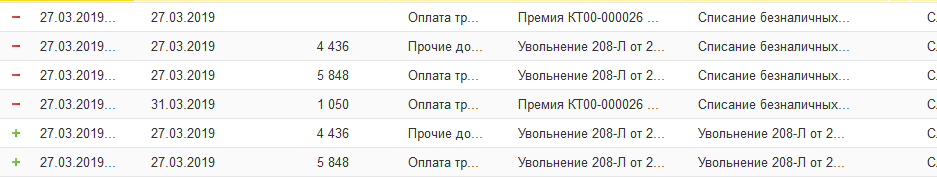 27.03.2019... 27.03.2019 Оплата тр... Премия КТ00-000026 ... Списание безналичных...
27.03.2019... 27.03.2019 4 436 Прочие до... Увольнение 208-Л от 2... Списание безналичных...
27.03.2019... 27.03.2019 5 848 Оплата тр... Увольнение 208-Л от 2... Списание безналичных...
27.03.2019... 31.03.2019 1 050 Оплата тр... Премия КТ00-000026 ... Списание безналичных...
27.03.2019... 27.03.2019 4 436 Прочие до... Увольнение 208-Л от 2... Увольнение 208-Л от 2...
27.03.2019... 27.03.2019 5 848 Оплата тр... Увольнение 208-Л от 2... Увольнение 208-Л от 2...